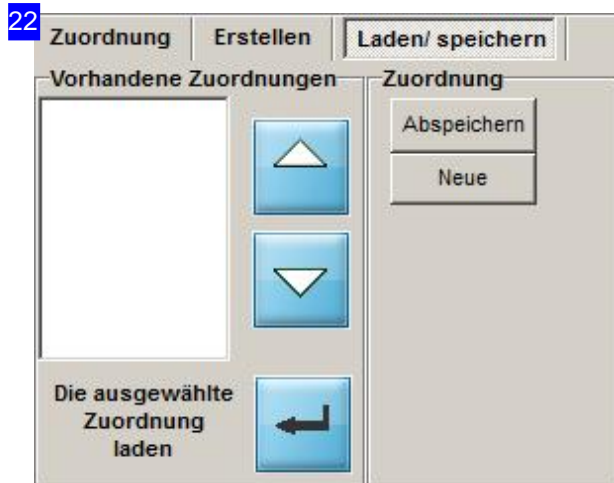 22
Zuordnung Erstellen Laden/ speichern
Vorhandene Zuordnungen
Zuordnung
Abspeichern
Neue
Die ausgewählte
Zuordnung
laden